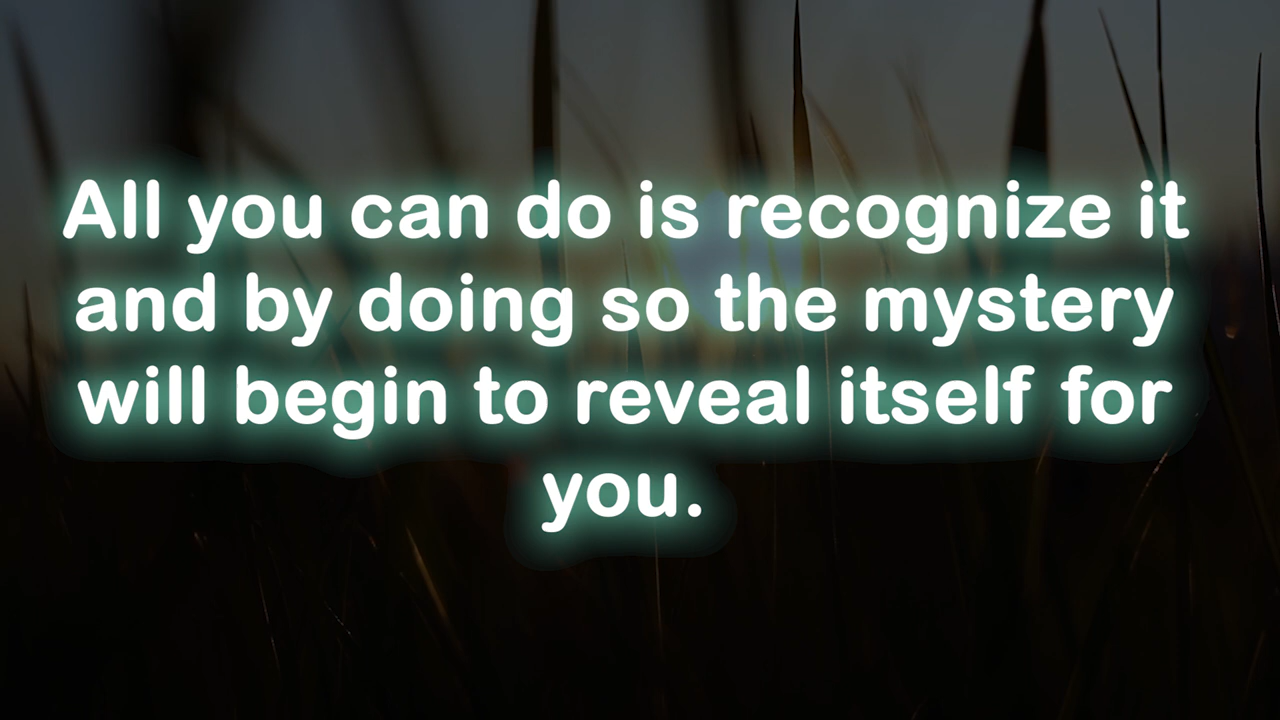 All you can do is recognize it
and by doing so the mystery
will begin to reveal itself for
you.